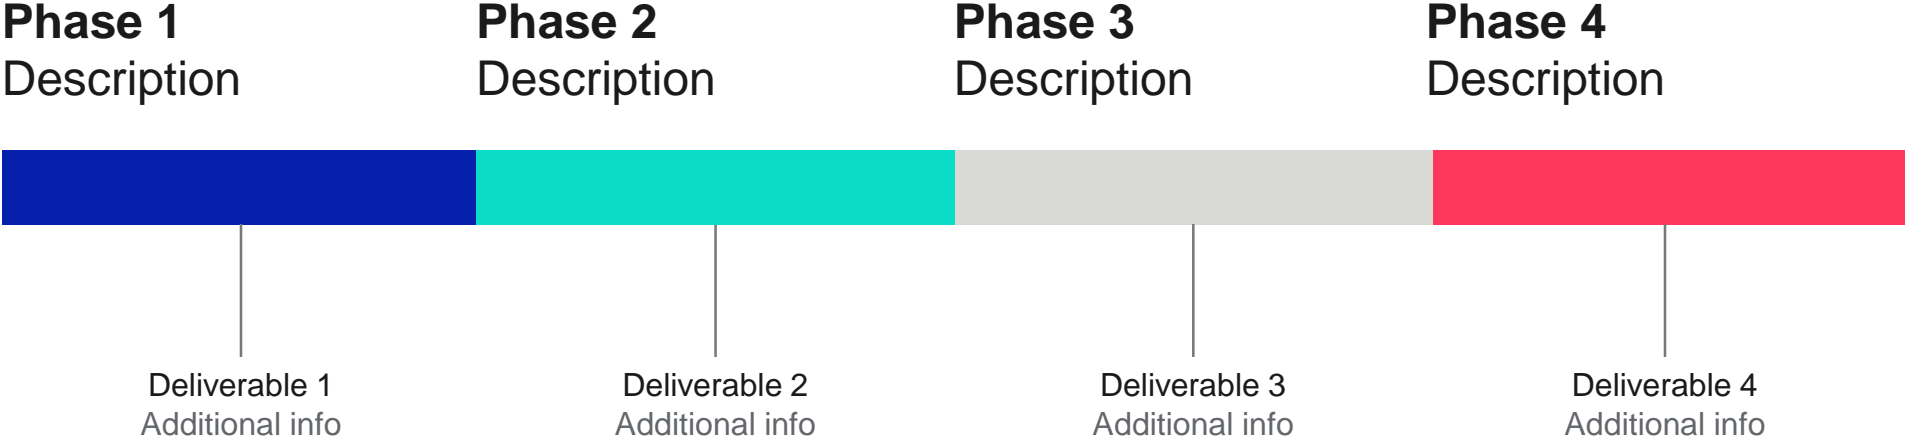 Phase 1
Description
Phase 2
Description
Phase 3
Description
Phase 4
Description
Deliverable 1
Additional info
Deliverable 2
Additional info
Deliverable 3
Additional info
Deliverable 4
Additional info